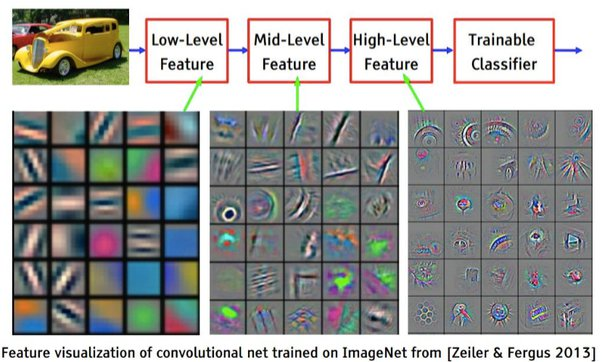 Low-Level
Feature
Mid-Level
Feature
High-Level
Feature
Trainable
Classifier
Feature visualization of convolutional net trained on ImageNet from [Zeiler & Fergus 2013]